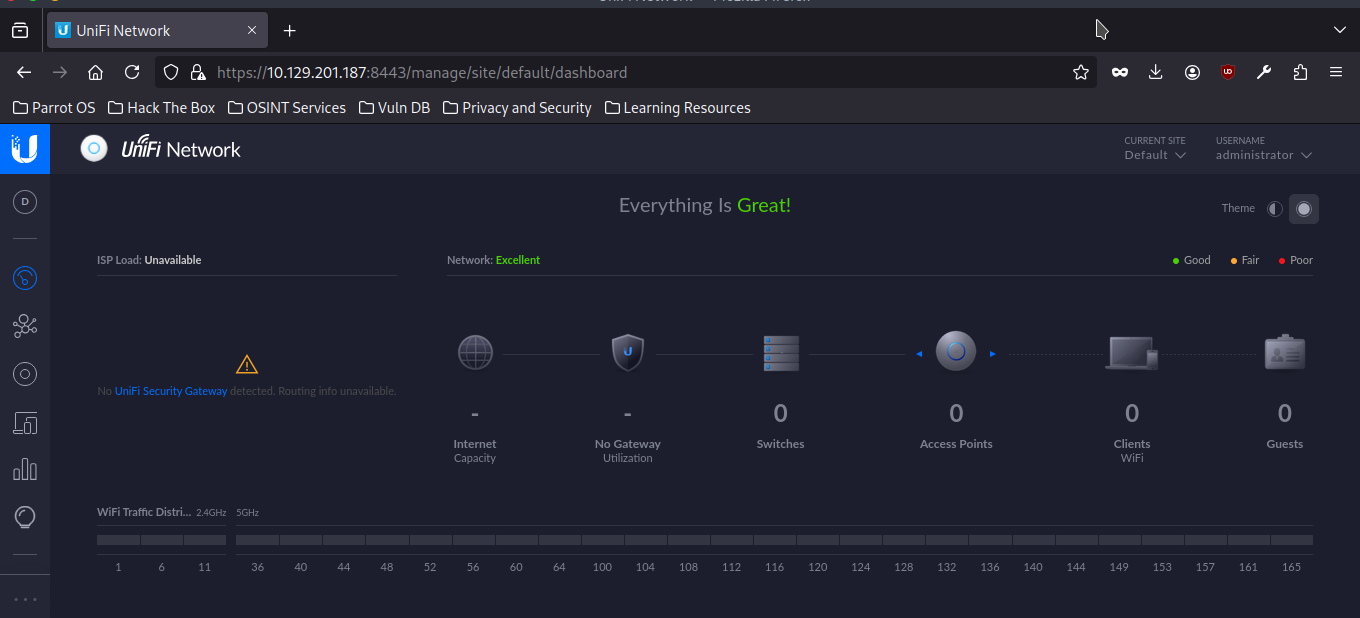 UniFi Network
https://10.129.201.187:8443/manage/site/default/dashboard
Parrot OS Hack The Box OSINT Services Vuln DB Privacy and Security Learning Resources
UniFi Network
CURRENT SITE USERNAME
Default administrator
D
Everything Is Great!
Theme
ISP Load: Unavailable
Network: Excellent
Good Fair Poor
No UniFi Security Gateway detected. Routing info unavailable.
- - 0 0 0 0
Internet No Gateway Switches Access Points Clients Guests
Capacity Utilization WiFi
WiFi Traffic Distri... 2.4GHz 5GHz
1 6 11 36 40 44 48 52 56 60 64 100 104 108 112 116 120 124 128 132 136 140 144 149 153 157 161 165